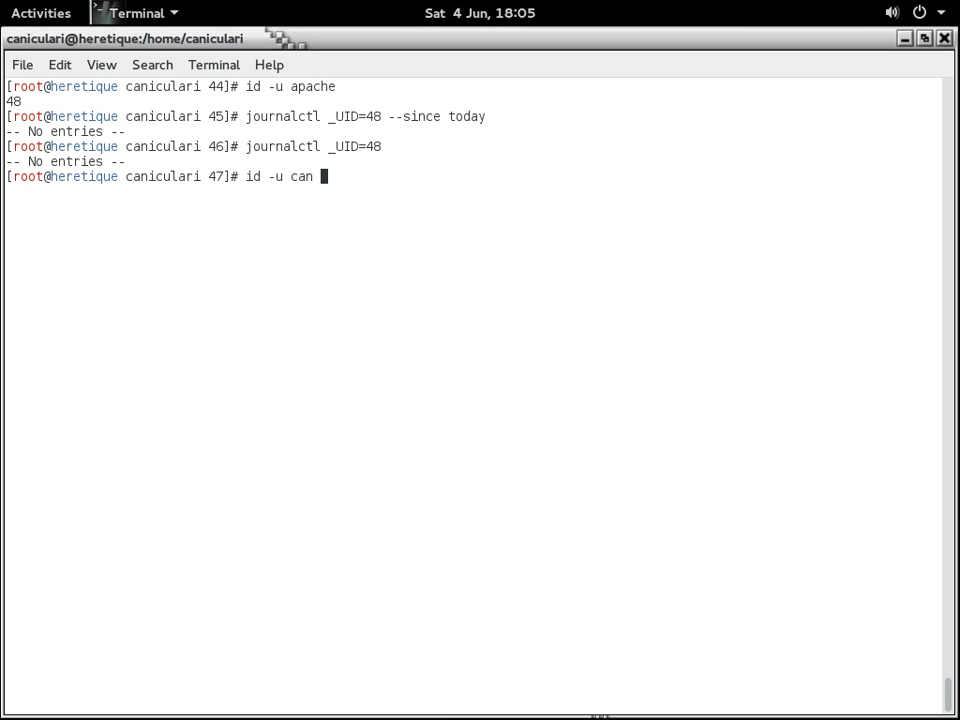 Activities Terminal Sat 4 Jun, 18:05
caniculari@heretique:/home/caniculari
File Edit View Search Terminal Help
[root@heretique caniculari 44]# id -u apache
48
[root@heretique caniculari 45]# journalctl _UID=48 --since today
-- No entries --
[root@heretique caniculari 46]# journalctl _UID=48
-- No entries --
[root@heretique caniculari 47]# id -u can